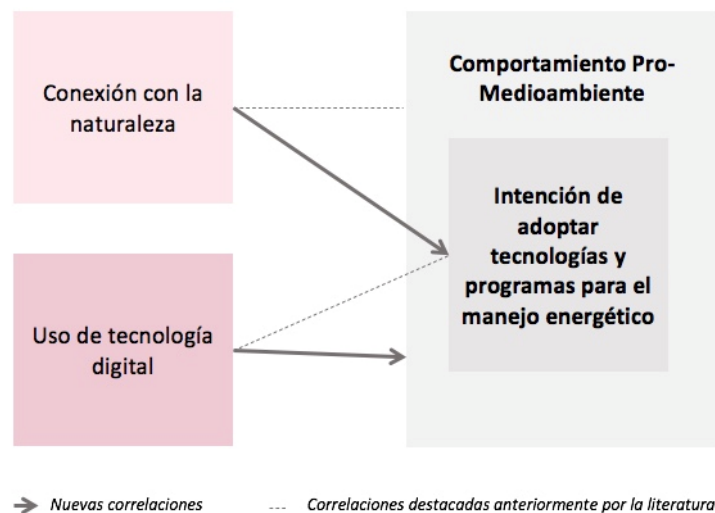 Conexión con la
naturaleza
Comportamiento Pro-
Medioambiente
Intención de
adoptar
tecnologías y
programas para el
manejo energético
Uso de tecnología
digital
Nuevas correlaciones
Correlaciones destacadas anteriormente por la literatura